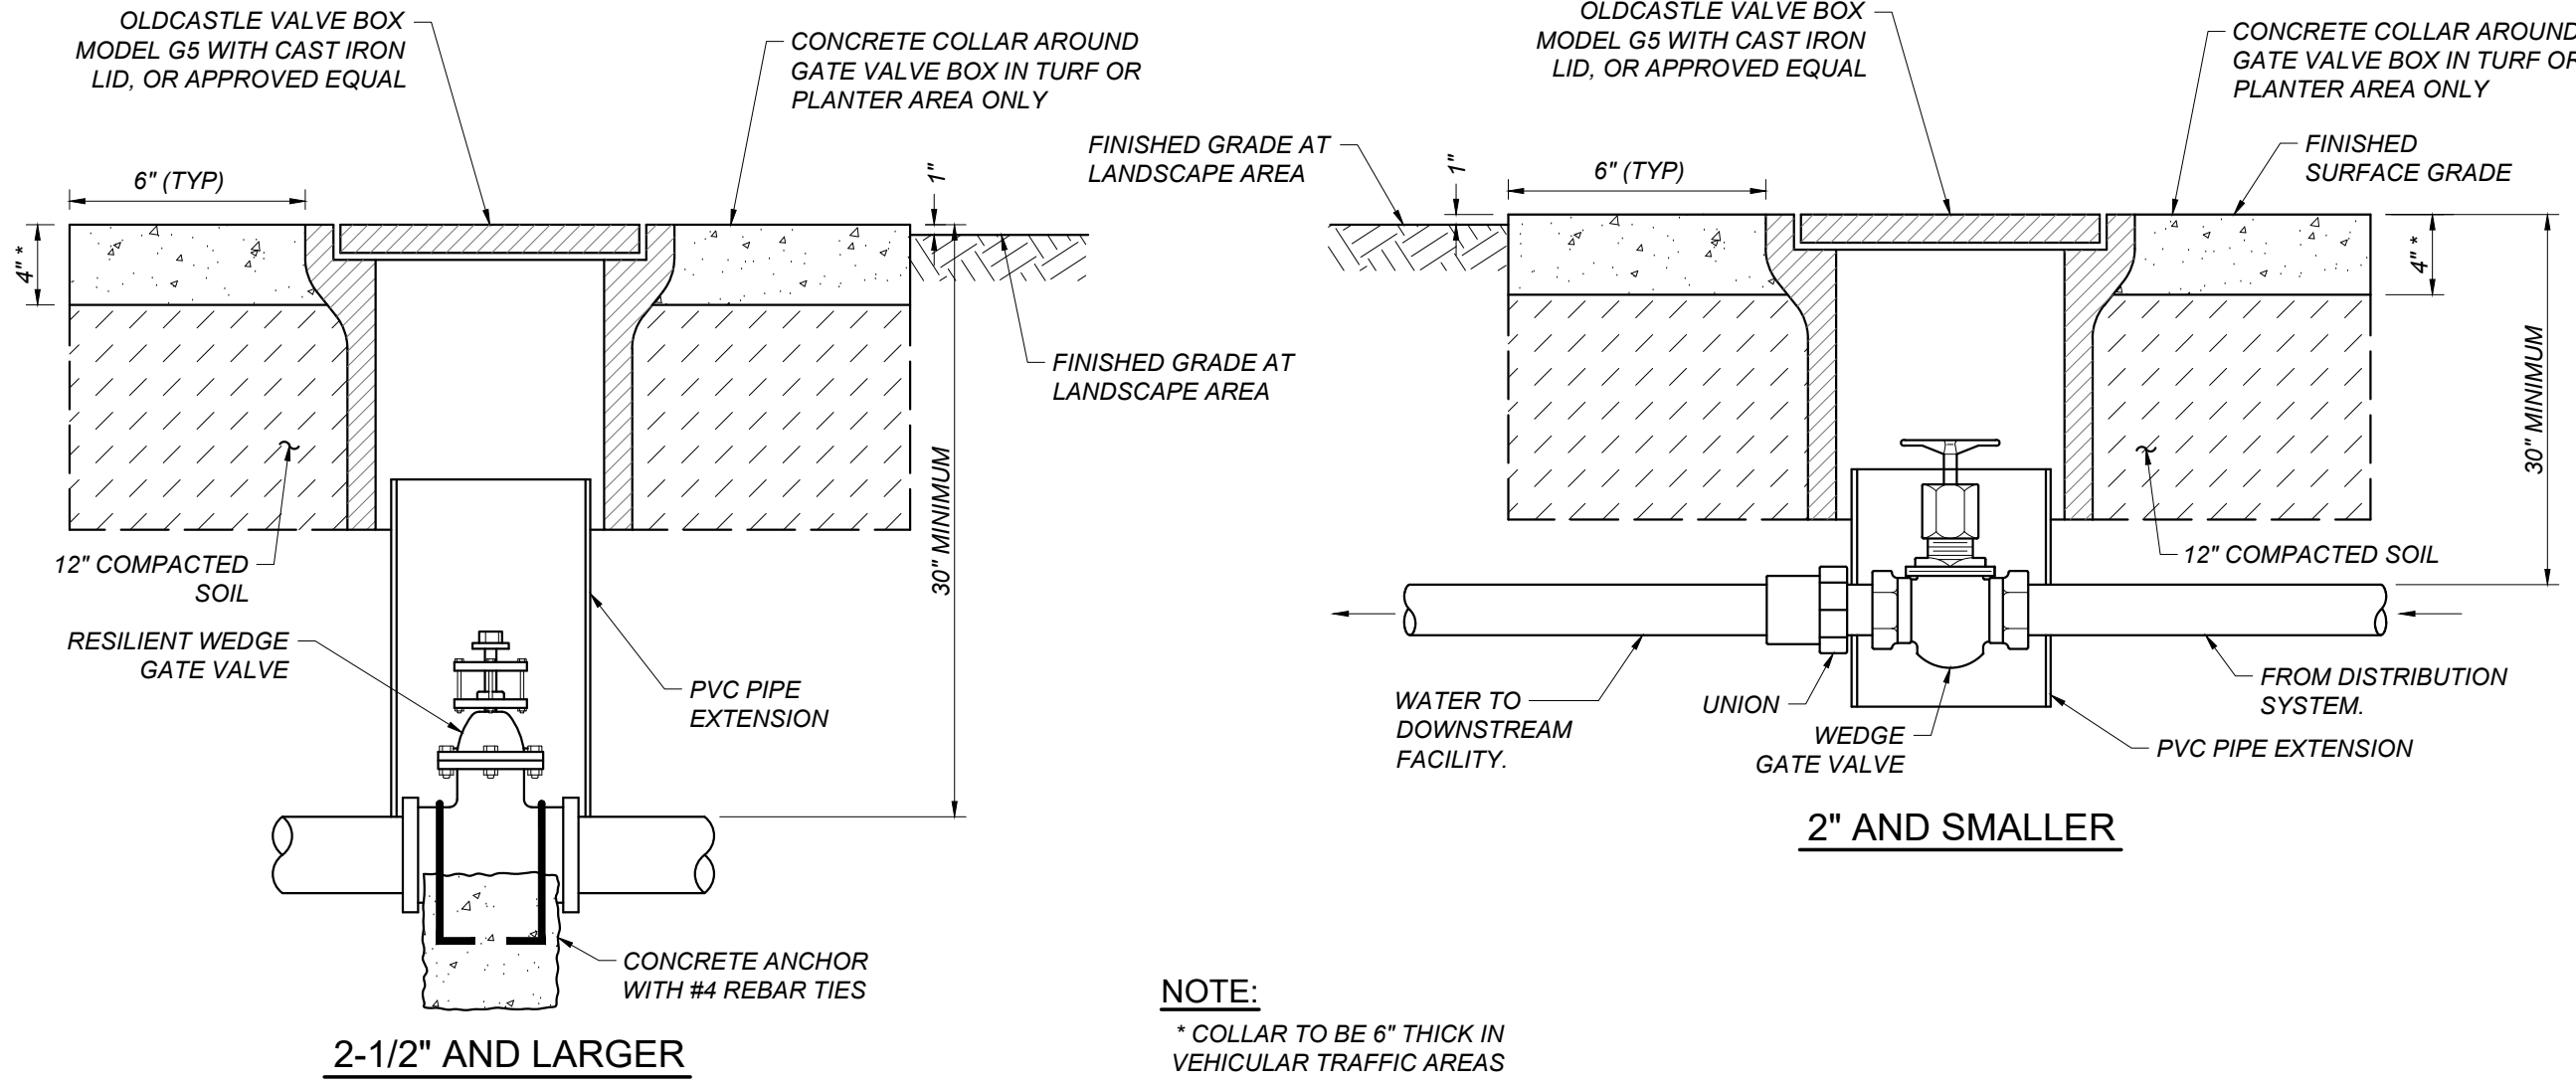 OLDCASTLE VALVE BOX
MODEL G5 WITH CAST IRON
LID, OR APPROVED EQUAL
CONCRETE COLLAR AROUND
GATE VALVE BOX IN TURF OR
PLANTER AREA ONLY
6" (TYP)
1"
4" *
FINISHED GRADE AT
LANDSCAPE AREA
30" MINIMUM
12" COMPACTED
SOIL
RESILIENT WEDGE
GATE VALVE
PVC PIPE
EXTENSION
CONCRETE ANCHOR
WITH #4 REBAR TIES
2-1/2" AND LARGER
OLDCASTLE VALVE BOX
MODEL G5 WITH CAST IRON
LID, OR APPROVED EQUAL
CONCRETE COLLAR AROUND
GATE VALVE BOX IN TURF OR
PLANTER AREA ONLY
FINISHED GRADE AT
LANDSCAPE AREA
1"
6" (TYP)
FINISHED
SURFACE GRADE
4" *
30" MINIMUM
12" COMPACTED SOIL
WATER TO
DOWNSTREAM
FACILITY.
UNION
WEDGE
GATE VALVE
FROM DISTRIBUTION
SYSTEM.
PVC PIPE EXTENSION
2" AND SMALLER
NOTE:
* COLLAR TO BE 6" THICK IN
VEHICULAR TRAFFIC AREAS